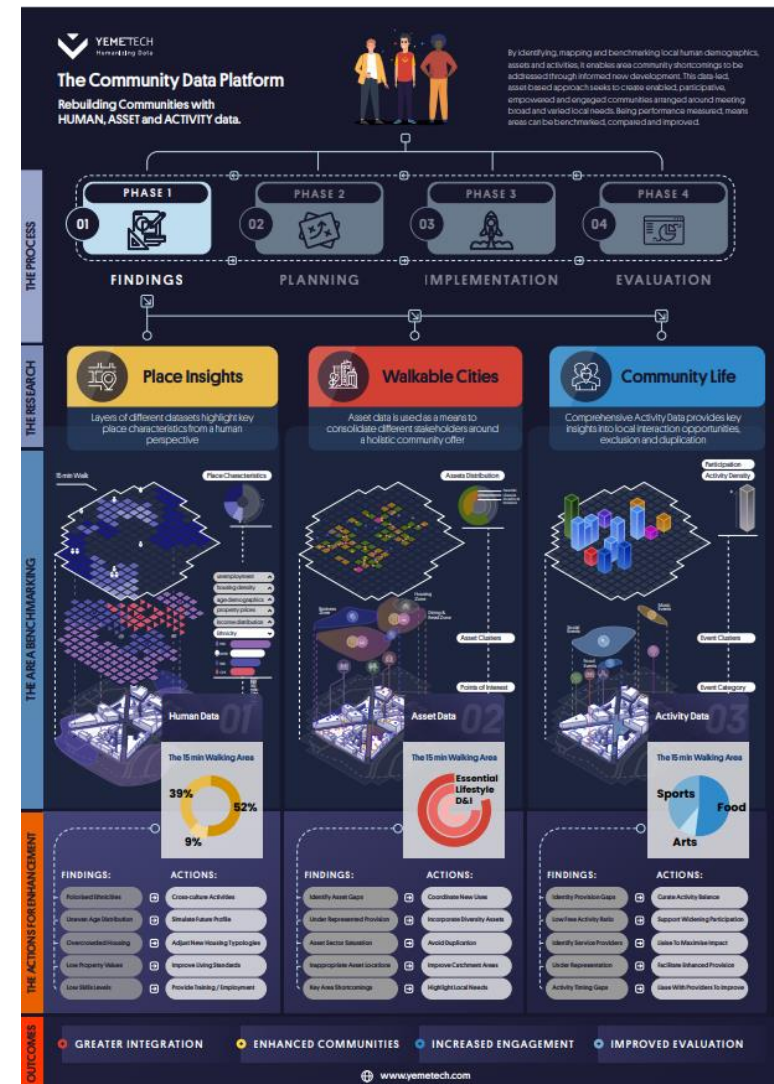 YEMETECH
Humanizing Data
The Community Data Platform
Rebuilding Communities with
HUMAN, ASSET and ACTIVITY data.
By identifying, mapping and benchmarking local human demographics,
assets and activities, it enables area community shortcomings to be
addressed through informed new development. This data-led,
asset based approach seeks to create enabled, participative,
empowered and engaged communities arranged around meeting
broad and varied local needs. Being performance measured, means
areas can be benchmarked, compared and improved.
THE PROCESS
PHASE 1
PHASE 2
PHASE 3
PHASE 4
01
02
03
04
FINDINGS
PLANNING
IMPLEMENTATION
EVALUATION
THE RESEARCH
Place Insights
Walkable Cities
Community Life
Layers of different datasets highlight key
place characteristics from a human
perspective
Asset data is used as a means to
consolidate different stakeholders around
a holistic community offer
Comprehensive Activity Data provides key
insights into local interaction opportunities,
exclusion and duplication
THE AREA BENCHMARKING
15 min Walk
Place Characteristics
unemployment
housing density
age demographics
property prices
income distribution
Ethnicity
Human Data
01
The 15 min Walking Area
39%
52%
9%
Assets Distribution
Housing
Zone
Business
Zone
Dining &
Retail Zone
Asset Clusters
Points of Interest
Asset Data
02
The 15 min Walking Area
Essential
Lifestyle
D&I
Participation
Activity Density
Music
Events
Social
Events
Food
Events
Event Clusters
Event Category
Activity Data
03
The 15 min Walking Area
Sports
Food
Arts
THE ACTIONS FOR ENHANCEMENT
FINDINGS:
ACTIONS:
Polarised Ethnicities
Cross-culture Activities
Uneven Age Distribution
Simulate Future Profile
Overcrowded Housing
Adjust New Housing Typologies
Low Property Values
Improve Living Standards
Low Skills Levels
Provide Training / Employment
FINDINGS:
ACTIONS:
Identify Asset Gaps
Coordinate New Uses
Under Represented Provision
Incorporate Diversity Assets
Asset Sector Saturation
Avoid Duplication
Inappropriate Asset Locations
Improve Catchment Areas
Key Area Shortcomings
Highlight Local Needs
FINDINGS:
ACTIONS:
Identity Provision Gaps
Curate Activity Balance
Low Free Activity Ratio
Support Widening Participation
Identify Service Providers
Liaise To Maximise Impact
Under Representation
Facilitate Enhanced Provision
Activity Timing Gaps
Liaise With Providers To Improve
OUTCOMES
GREATER INTEGRATION
ENHANCED COMMUNITIES
INCREASED ENGAGEMENT
IMPROVED EVALUATION
www.yemetech.com